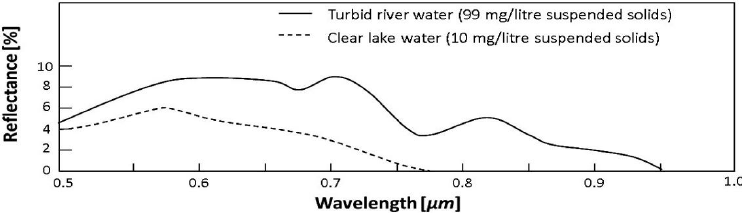 Turbid river water (99 mg/litre suspended solids)
Clear lake water (10 mg/litre suspended solids)
Reflectance [%]
10
8
6
4
2
0
0.5 0.6 0.7 0.8 0.9 1.0
Wavelength [μm]